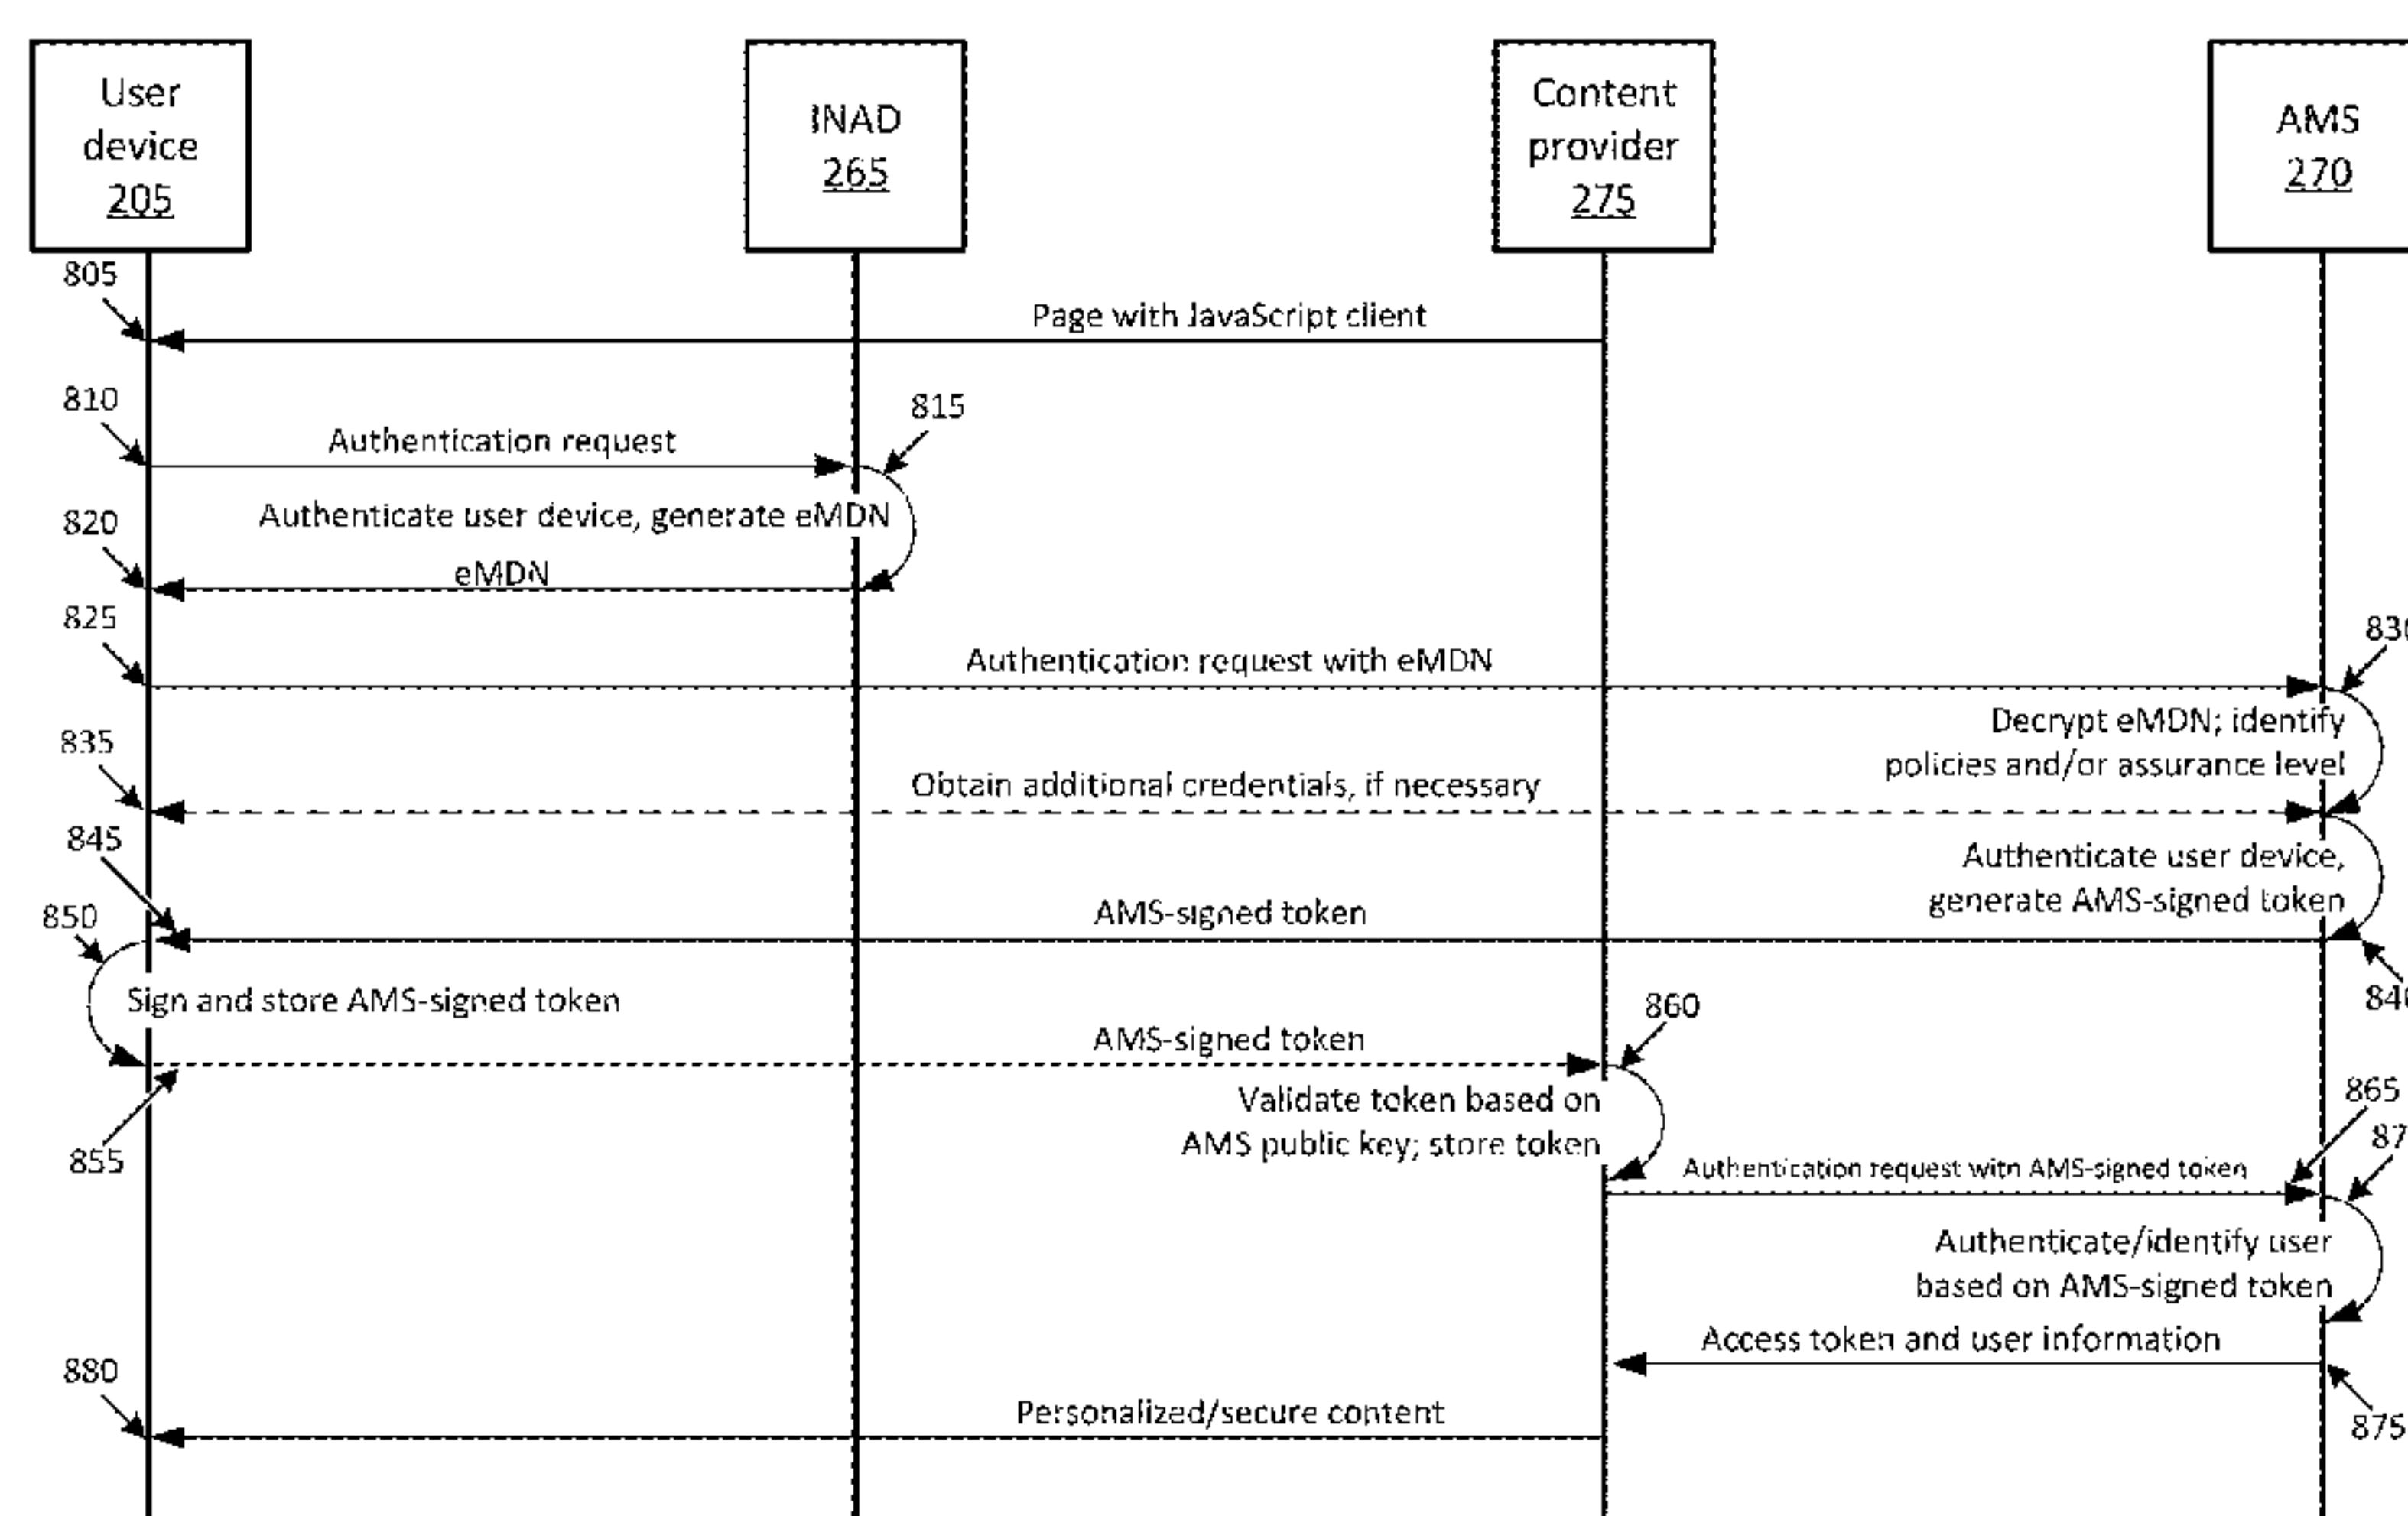 User
device
205
INAD
265
Content
provider
275
AMS
270
805
Page with JavaScript client
810
815
Authentication request
820
Authenticate user device, generate eMDN
eMDN
825
830
Authentication request with eMDN
Decrypt eMDN; identify
policies and/or assurance level
835
Obtain additional credentials, if necessary
845
Authenticate user device,
generate AMS-signed token
850
AMS-signed token
840
Sign and store AMS-signed token
860
AMS-signed token
Validate token based on
AMS public key; store token
855
865
87
Authentication request with AMS-signed token
Authenticate/identify user
based on AMS-signed token
Access token and user information
880
875
Personalized/secure content